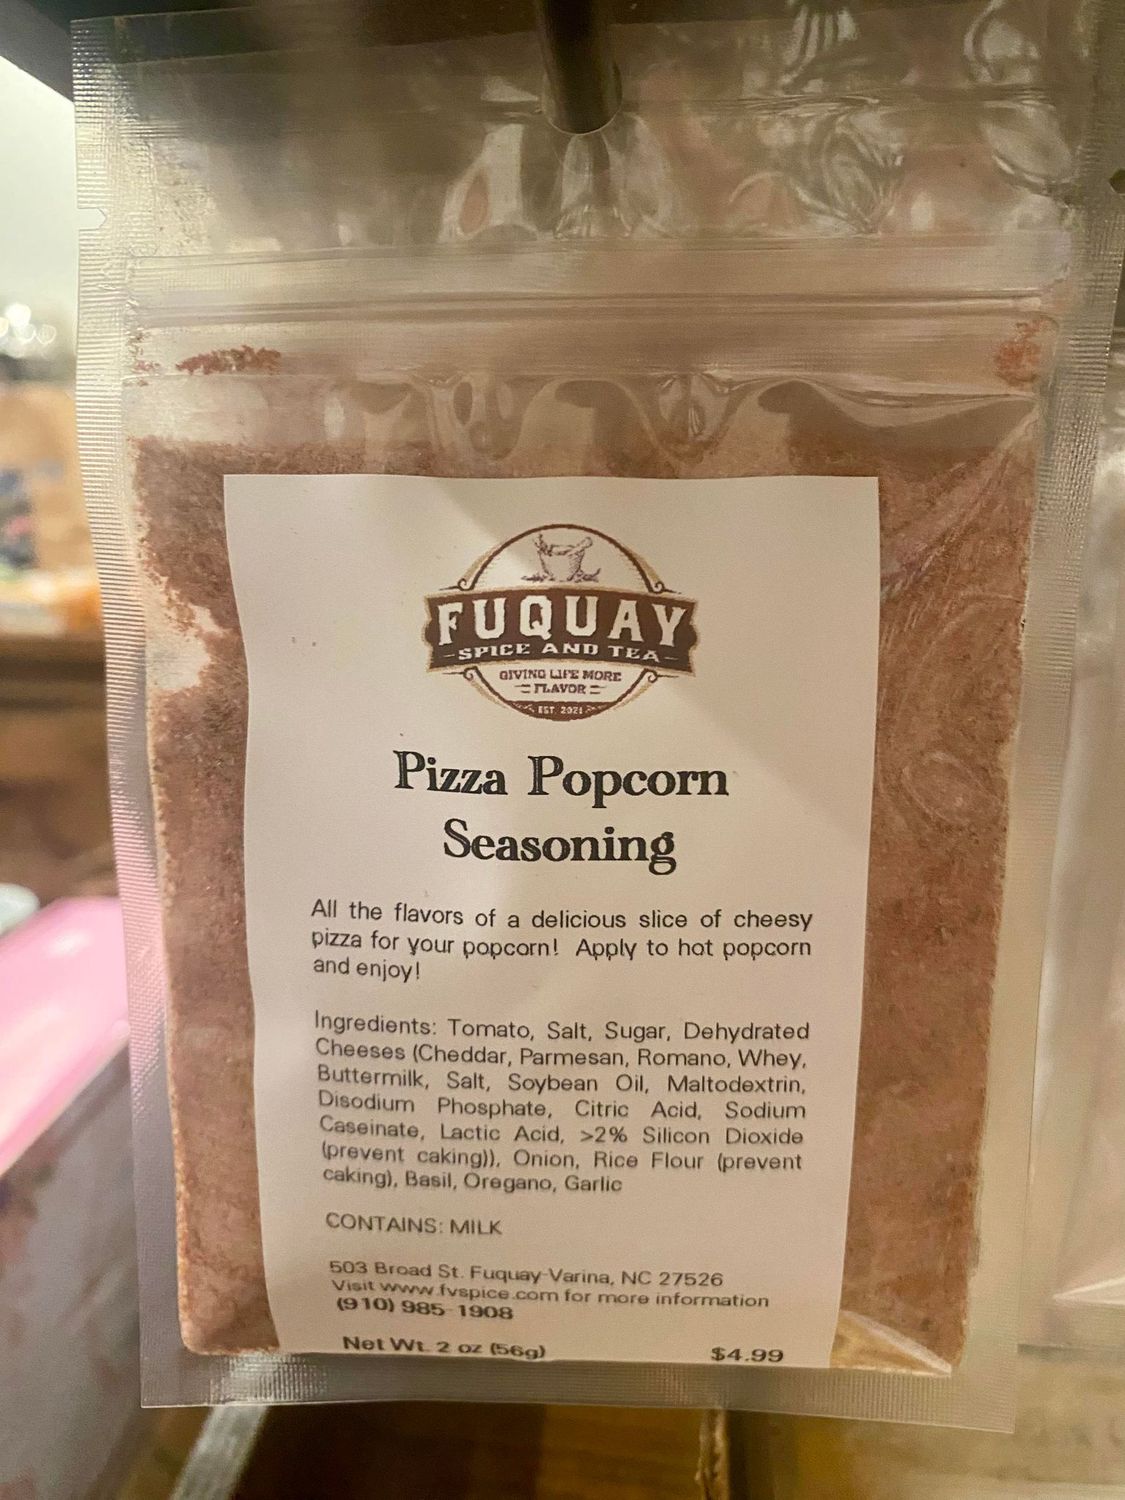 FUQUAY
SPICE AND TEA
GIVING LIFE MORE
FLAVOR
EST. 2021
Pizza Popcorn
Seasoning
All the flavors of a delicious slice of cheesy
pizza for your popcorn! Apply to hot popcorn
and enjoy!
Ingredients: Tomato, Salt, Sugar, Dehydrated
Cheeses (Cheddar, Parmesan, Romano, Whey,
Buttermilk, Salt, Soybean Oil, Maltodextrin,
Disodium Phosphate, Citric Acid, Sodium
Caseinate, Lactic Acid, >2% Silicon Dioxide
(prevent caking)), Onion, Rice Flour (prevent
caking), Basil, Oregano, Garlic
CONTAINS: MILK
503 Broad St. Fuquay-Varina, NC 27526
Visit www.fvspice.com for more information
(910) 985-1908
Net Wt. 2 oz (56g) $4.99